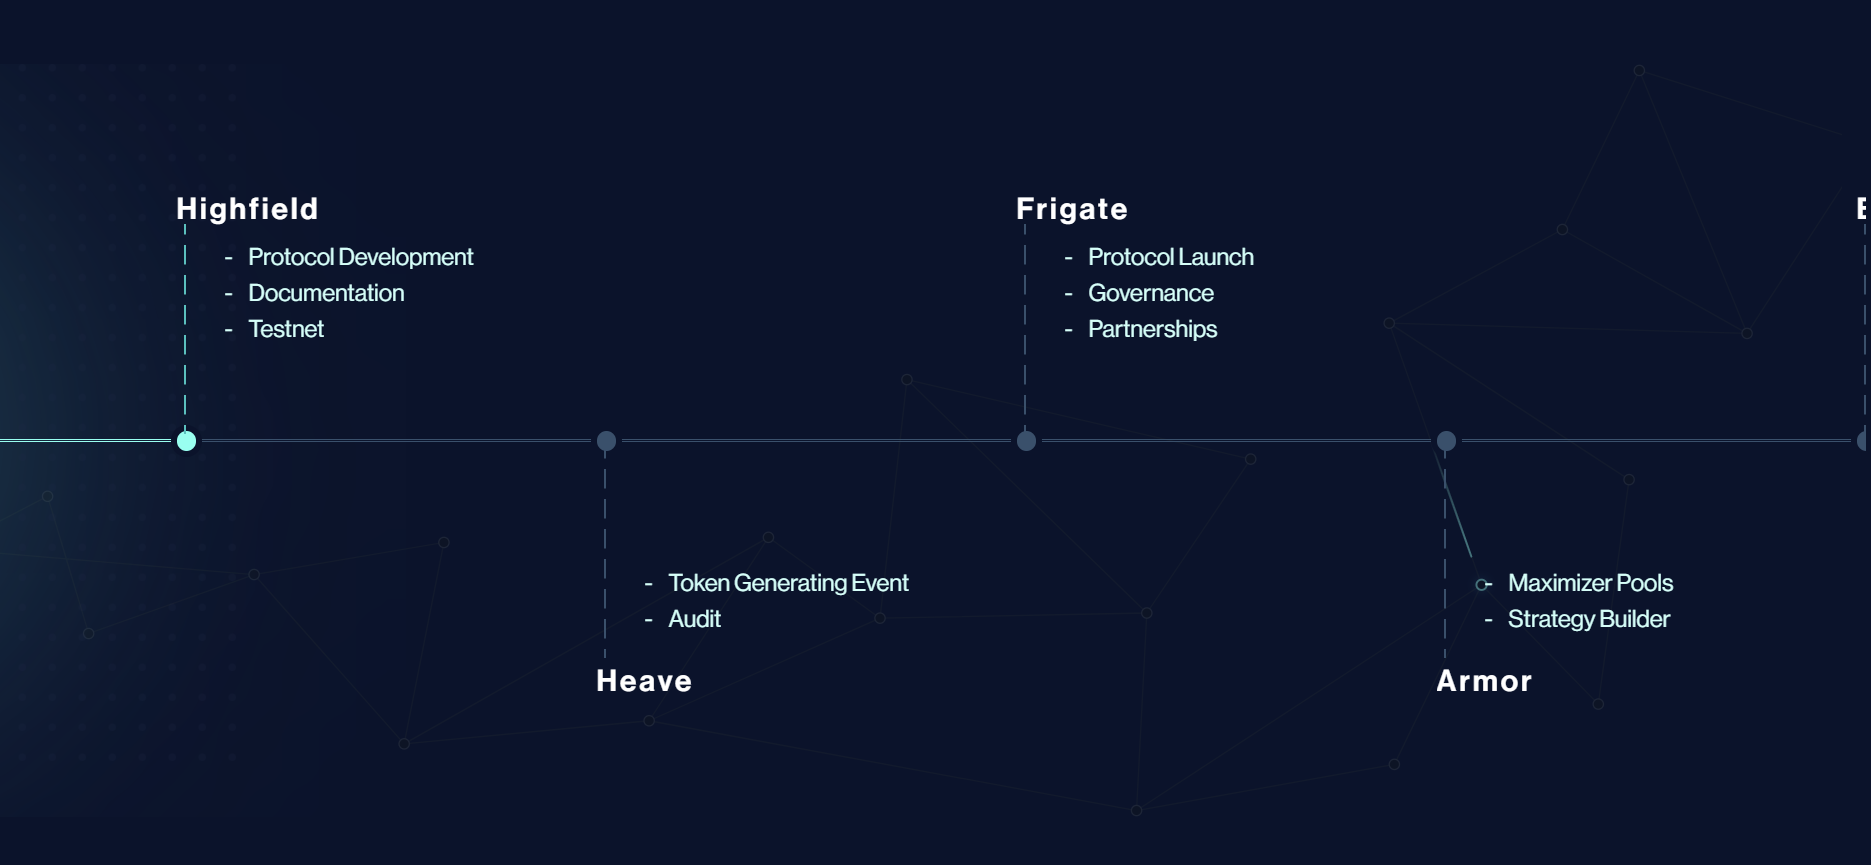 Highfield
- Protocol Development
- Documentation
- Testnet
- Token Generating Event
- Audit
Heave
Frigate
- Protocol Launch
- Governance
- Partnerships
- Maximizer Pools
- Strategy Builder
Armor